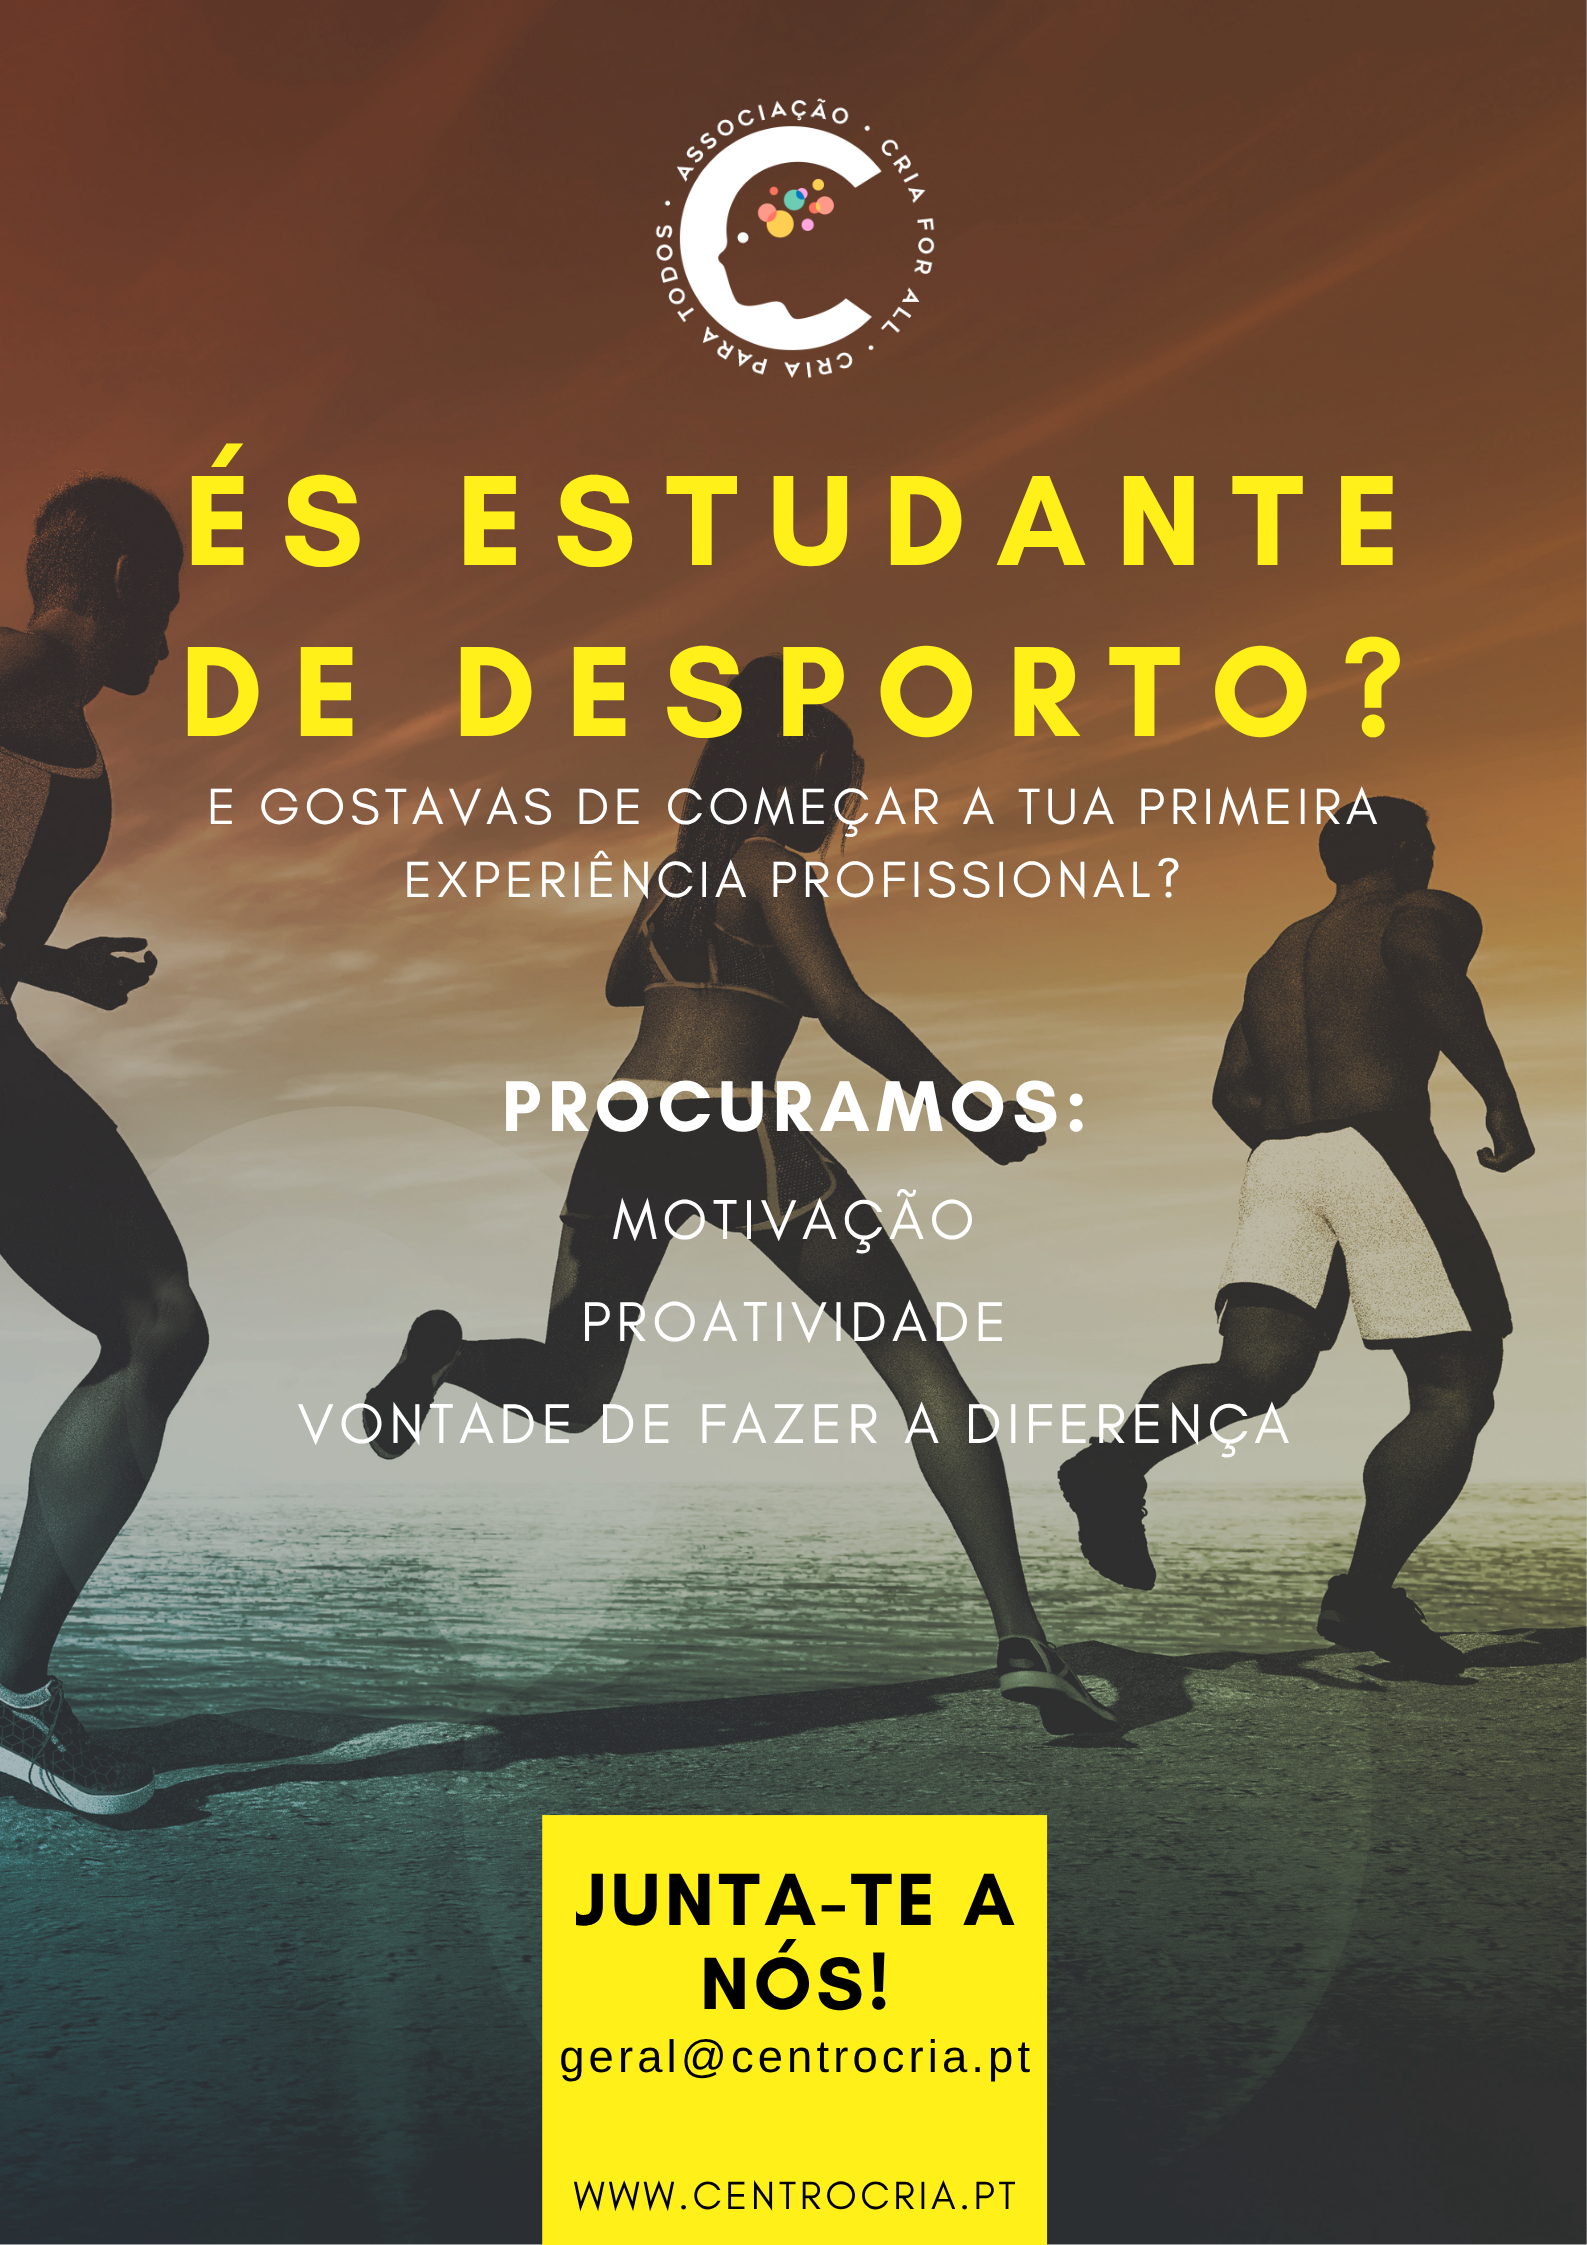 ASSOCIAÇÃO · CRIA FOR ALL · CRIA PARA TODOS ·
ÉS ESTUDANTE
DE DESPORTO?
E GOSTAVAS DE COMEÇAR A TUA PRIMEIRA
EXPERIÊNCIA PROFISSIONAL?
PROCURAMOS:
MOTIVAÇÃO
PROATIVIDADE
VONTADE DE FAZER A DIFERENÇA
JUNTA-TE A
NÓS!
geral@centrocria.pt
WWW.CENTROCRIA.PT